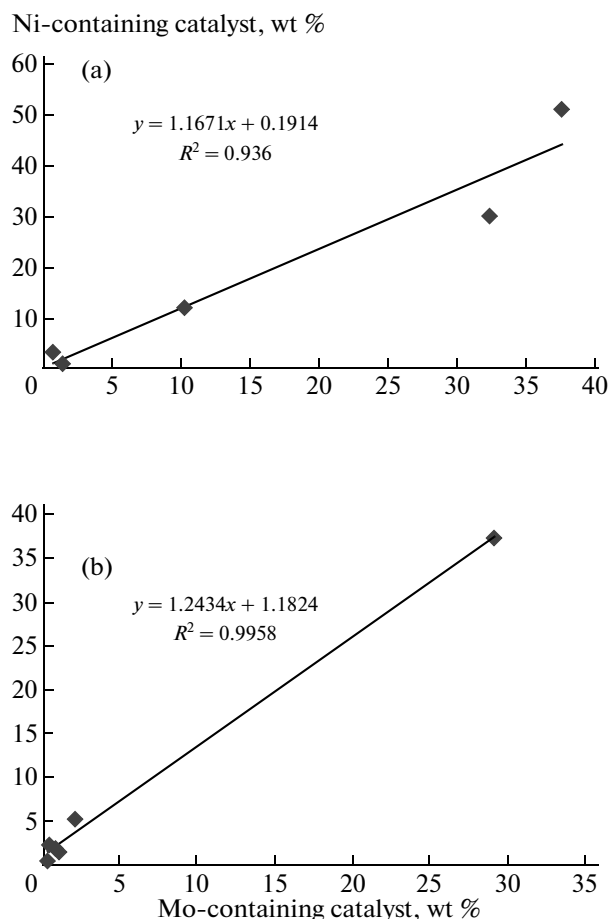 Ni-containing catalyst, wt %
60
(a)
50
y = 1.1671x + 0.1914
R² = 0.936
40
30
20
10
0 5 10 15 20 25 30 35 40
40
35
(b)
30
y = 1.2434x + 1.1824
R² = 0.9958
25
20
15
10
5
0 5 10 15 20 25 30 35
Mo-containing catalyst, wt %